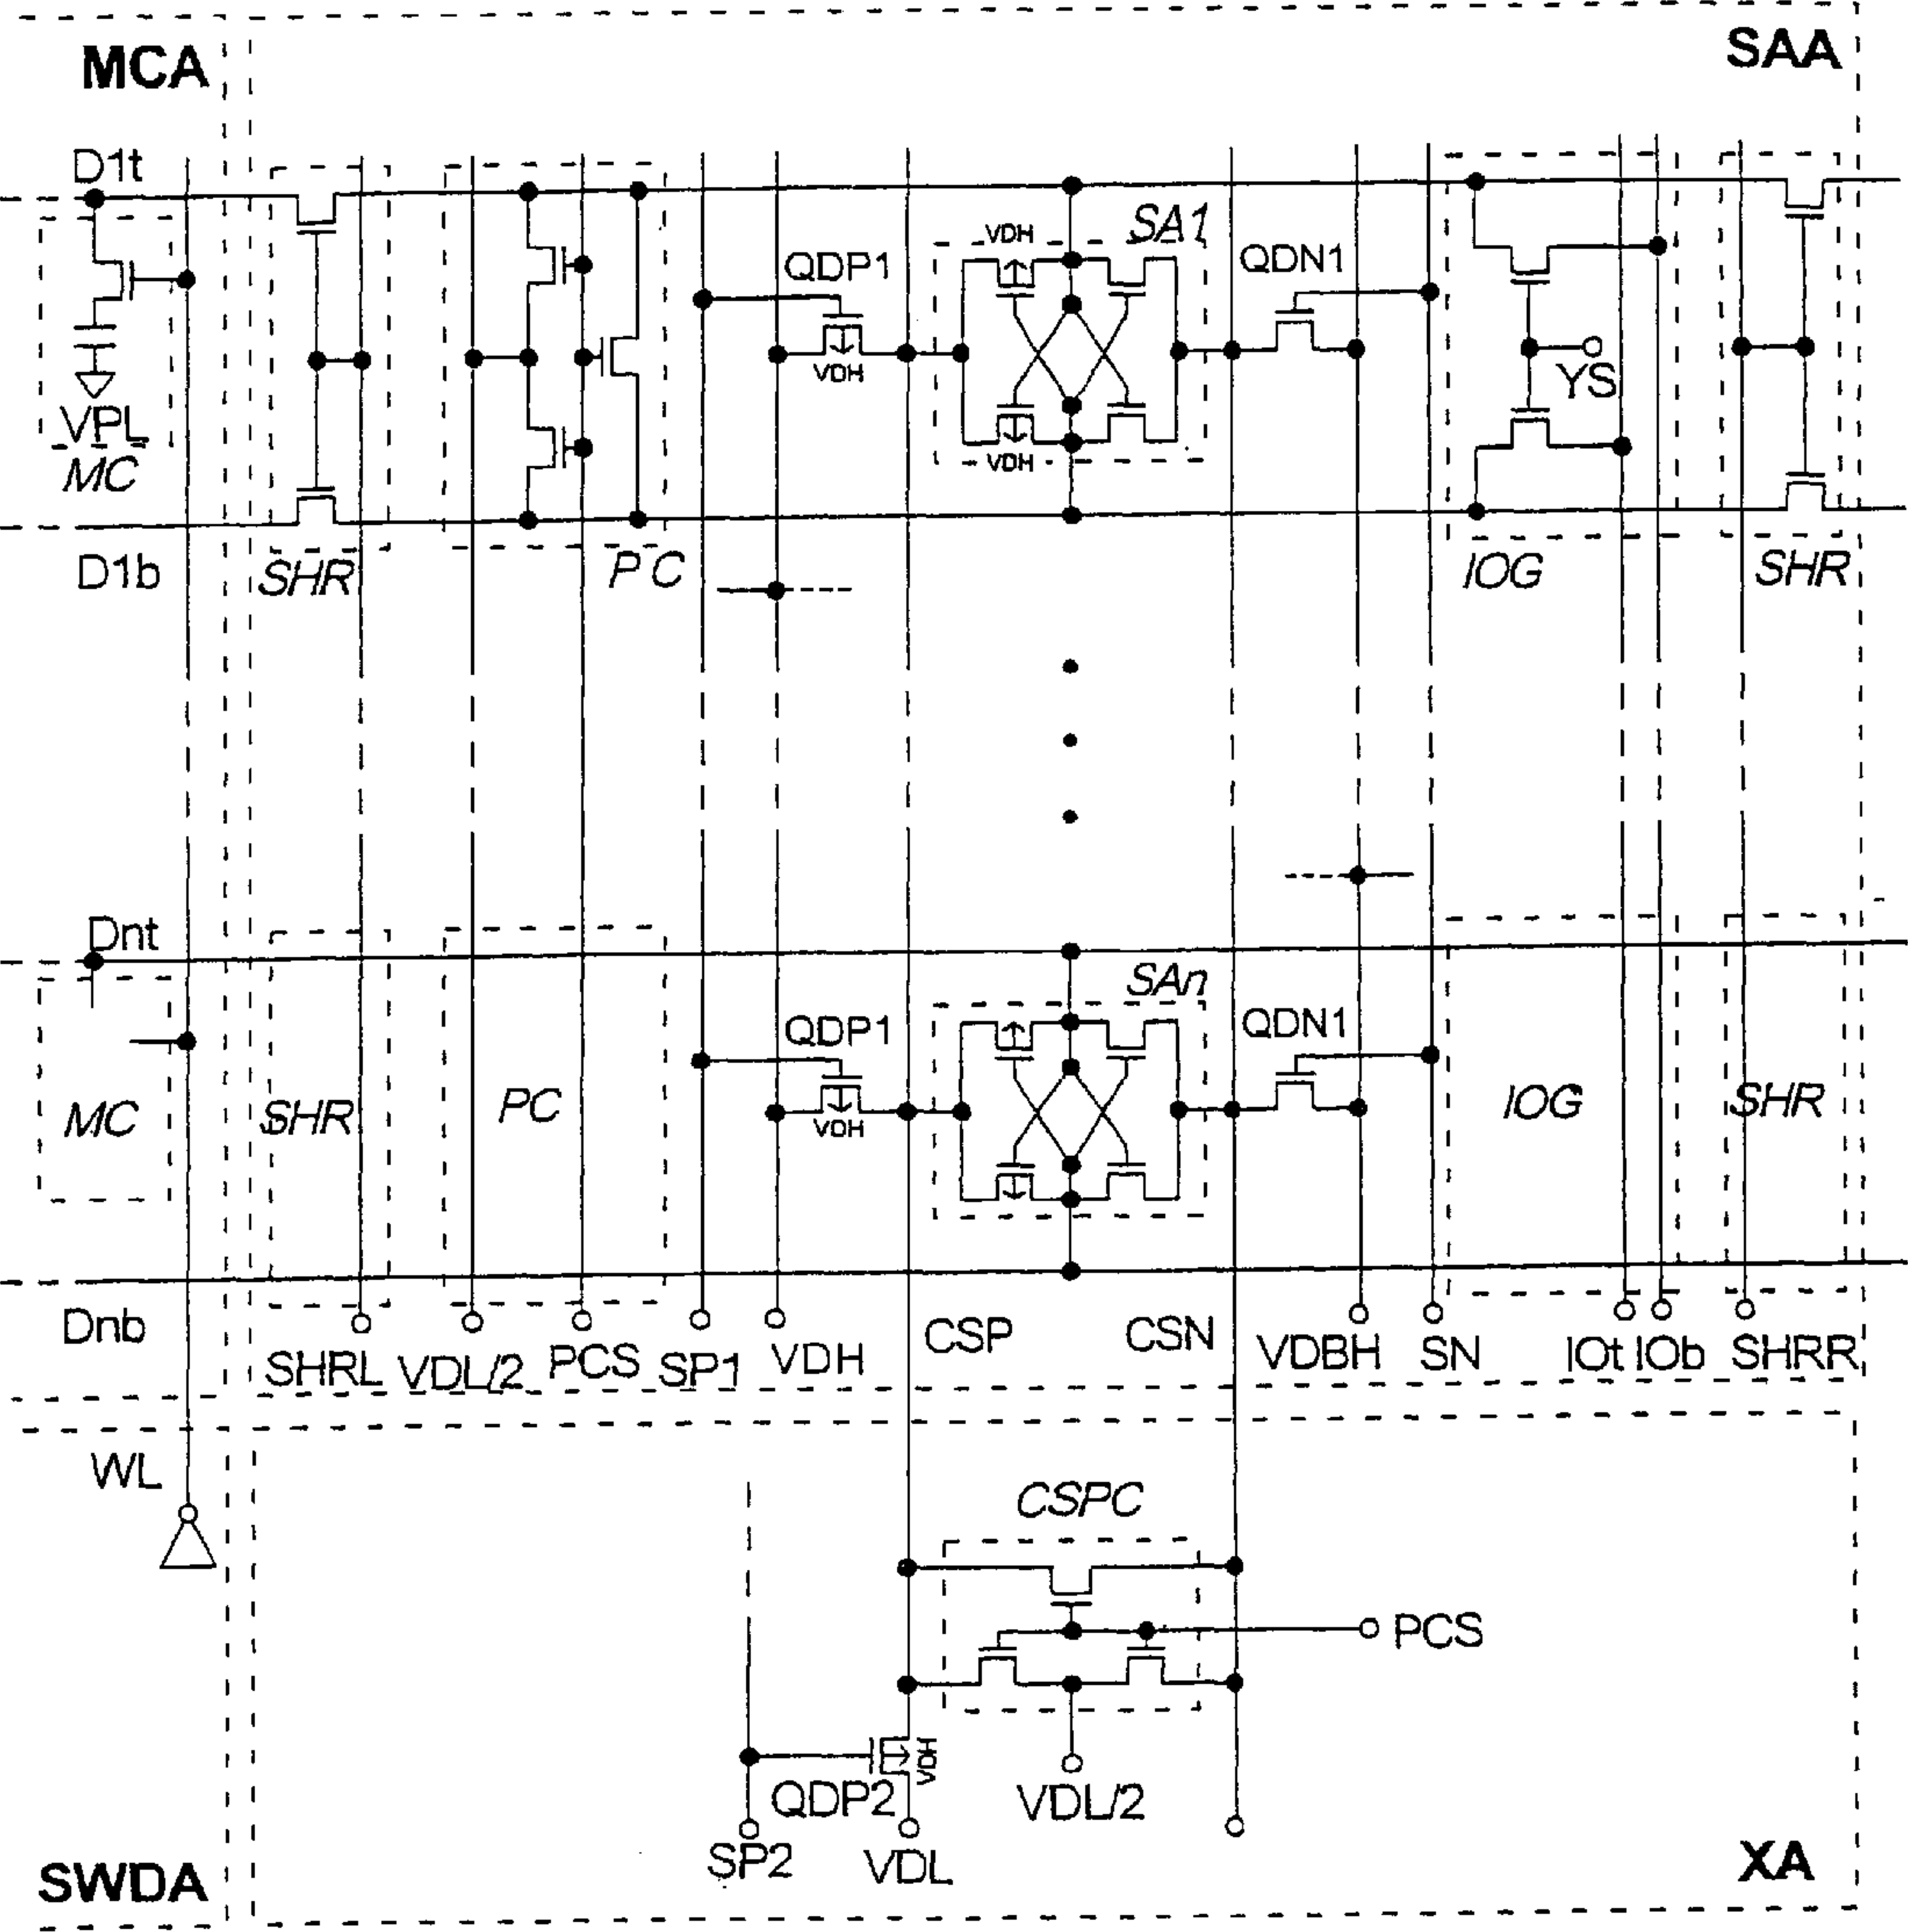 MCA
SAA
D1t
VDH
SA1
QDP1
QDN1
VDH
VPL
MC
VDH
YS
D1b
SHR
PC
IOG
SHR
Dnt
SAn
QDP1
QDN1
VDH
MC
SHR
PC
IOG
SHR
Dnb
SHRL
VDL/2
PCS
SP1
VDH
CSP
CSN
VDBH
SN
IOt
IOb
SHRR
WL
CSPC
PCS
VDH
QDP2
VDL/2
SP2
VDL
SWDA
XA